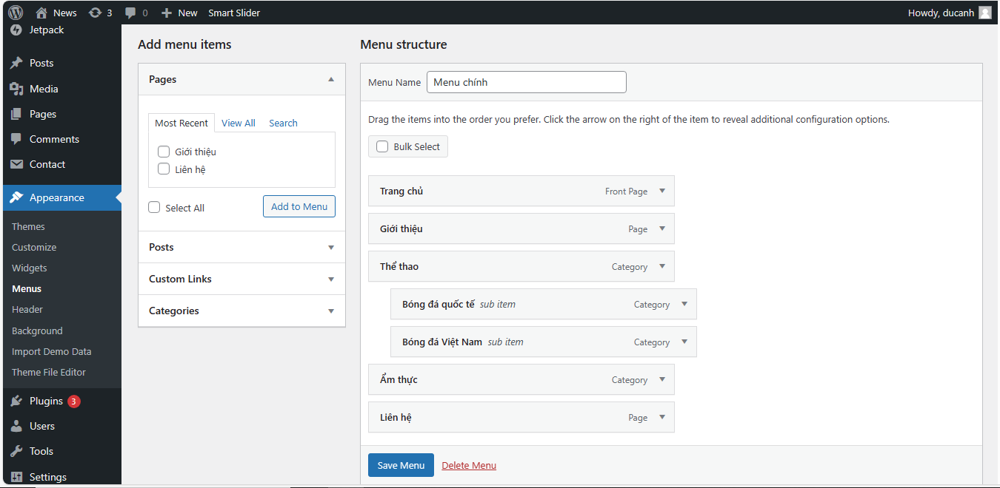 News 3 0 New Smart Slider Howdy, ducanh
Jetpack
Posts
Media
Pages
Comments
Contact
Appearance
Themes
Customize
Widgets
Menus
Header
Background
Import Demo Data
Theme File Editor
Plugins 3
Users
Tools
Settings
Add menu items
Pages
Most Recent View All Search
Giới thiệu
Liên hệ
Select All Add to Menu
Posts
Custom Links
Categories
Menu structure
Menu Name Menu chính
Drag the items into the order you prefer. Click the arrow on the right of the item to reveal additional configuration options.
Bulk Select
Trang chủ Front Page
Giới thiệu Page
Thể thao Category
Bóng đá quốc tế sub item Category
Bóng đá Việt Nam sub item Category
Ẩm thực Category
Liên hệ Page
Save Menu Delete Menu